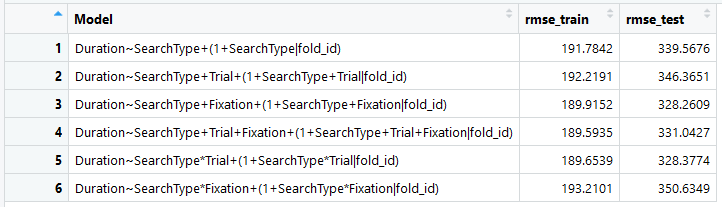 Model rmse_train rmse_test
1 Duration~SearchType+(1+SearchType|fold_id) 191.7842 339.5676
2 Duration~SearchType+Trial+(1+SearchType+Trial|fold_id) 192.2191 346.3651
3 Duration~SearchType+Fixation+(1+SearchType+Fixation|fold_id) 189.9152 328.2609
4 Duration~SearchType+Trial+Fixation+(1+SearchType+Trial+Fixation|fold_id) 189.5935 331.0427
5 Duration~SearchType*Trial+(1+SearchType*Trial|fold_id) 189.6539 328.3774
6 Duration~SearchType*Fixation+(1+SearchType*Fixation|fold_id) 193.2101 350.6349